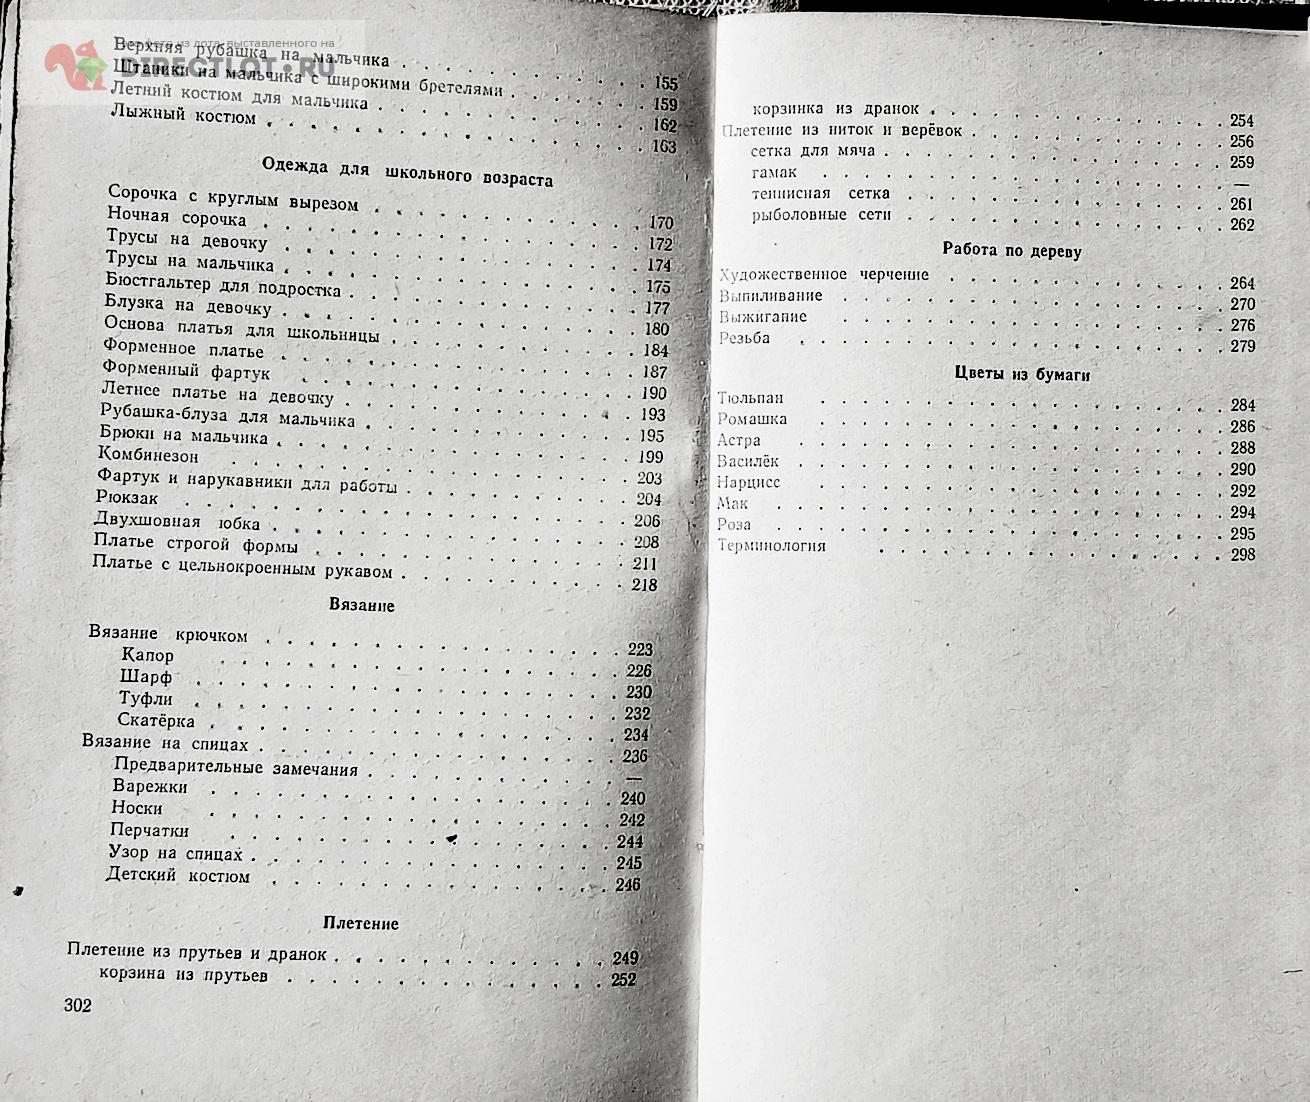 фото из лота, выставленного на
DIRECTLOT.RU
Верхняя рубашка на мальчика . . . 155
Штаники на мальчика с широкими бретелями . . . 159
Летний костюм для мальчика . . . 162
Лыжный костюм . . . 163
Одежда для школьного возраста
Сорочка с круглым вырезом . . . 170
Ночная сорочка . . . 172
Трусы на девочку . . . 174
Трусы на мальчика . . . 175
Бюстгальтер для подростка . . . 177
Блузка на девочку . . . 180
Основа платья для школьницы . . . 184
Форменное платье . . . 187
Форменный фартук . . . 190
Летнее платье на девочку . . . 193
Рубашка-блуза для мальчика . . . 195
Брюки на мальчика . . . 199
Комбинезон . . . 203
Фартук и нарукавники для работы . . . 204
Рюкзак . . . 206
Двухшовная юбка . . . 208
Платье строгой формы . . . 211
Платье с цельнокроенным рукавом . . . 218
Вязание
Вязание крючком . . . 223
Капор . . . 226
Шарф . . . 230
Туфли . . . 232
Скатёрка . . . 234
Вязание на спицах . . . 236
Предварительные замечания . . . —
Варежки . . . 240
Носки . . . 242
Перчатки . . . 244
Узор на спицах . . . 245
Детский костюм . . . 246
Плетение
Плетение из прутьев и дранок . . . 249
корзина из прутьев . . . 252
302
корзинка из дранок . . . 254
Плетение из ниток и верёвок . . . 256
сетка для мяча . . . 259
гамак . . . —
теннисная сетка . . . 261
рыболовные сети . . . 262
Работа по дереву
Художественное черчение . . . 264
Выпиливание . . . 270
Выжигание . . . 276
Резьба . . . 279
Цветы из бумаги
Тюльпан . . . 284
Ромашка . . . 286
Астра . . . 288
Василёк . . . 290
Нарцисс . . . 292
Мак . . . 294
Роза . . . 295
Терминология . . . 298